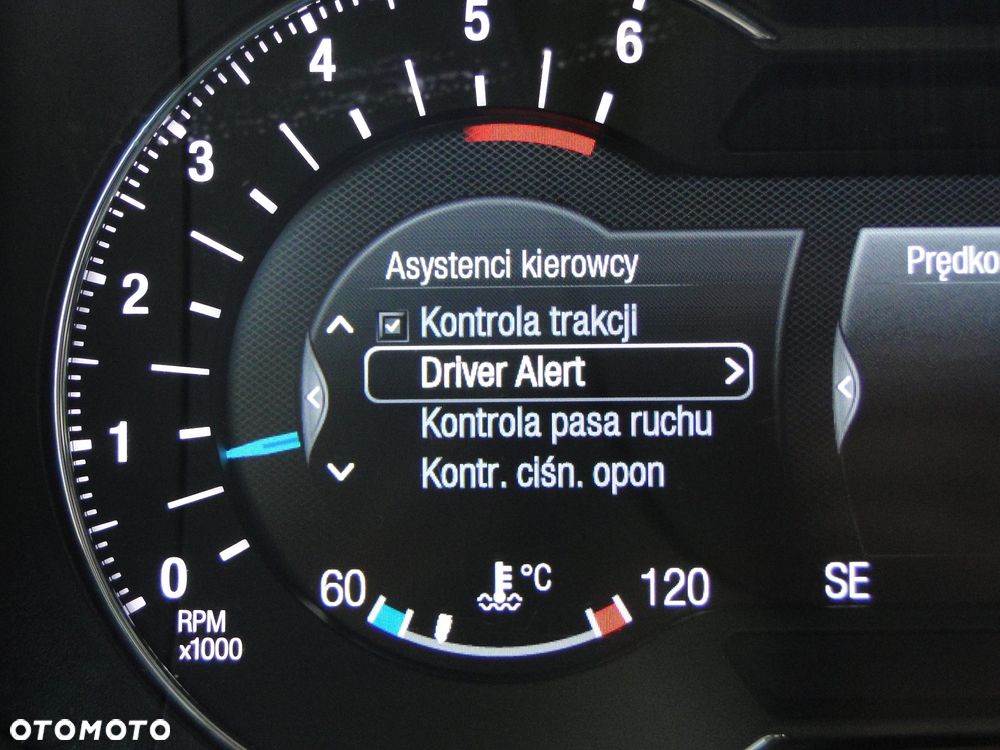 6
5
4
3
2
1
0
RPM
x1000
Asystenci kierowcy
Kontrola trakcji
Driver Alert
Kontrola pasa ruchu
Kontr. ciśn. opon
60
°C
120
Prędko
SE
OTOMOTO